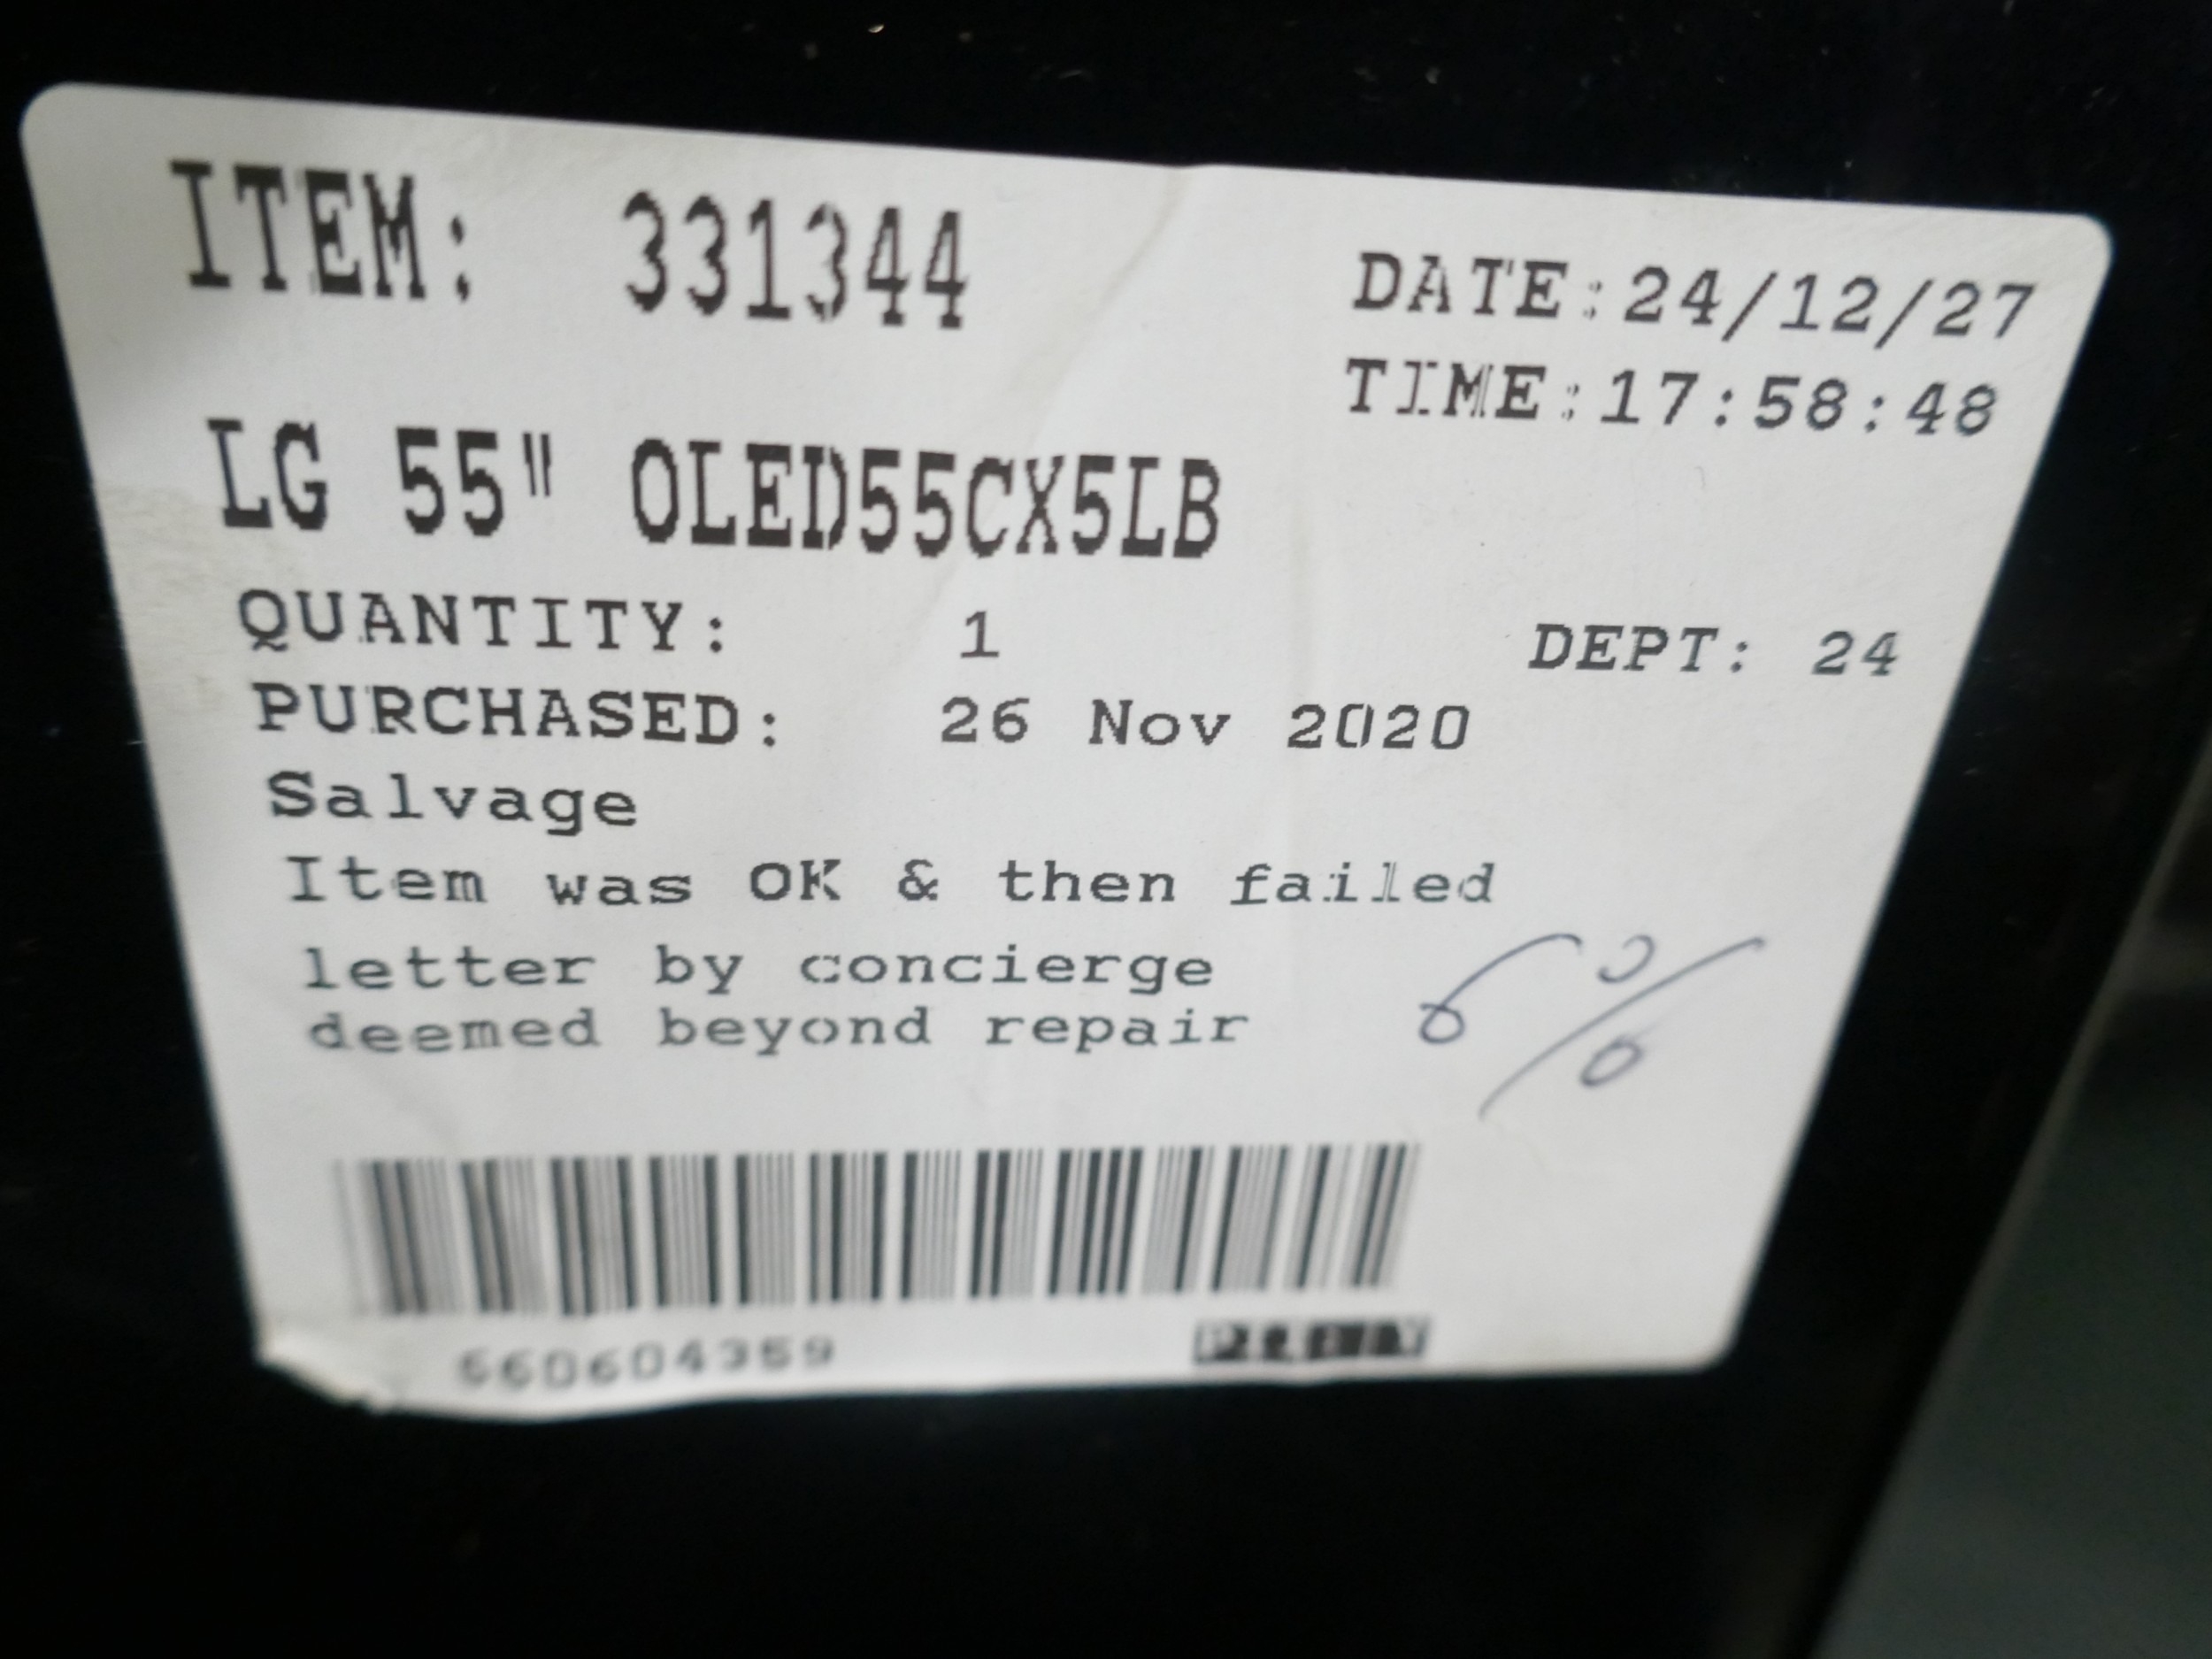 ITEM: 331344
DATE:24/12/27
TIME:17:58:48
LG 55" OLED55CX5LB
QUANTITY: 1
DEPT: 24
PURCHASED: 26 Nov 2020
Salvage
Item was OK & then failed
letter by concierge
deemed beyond repair
660604359